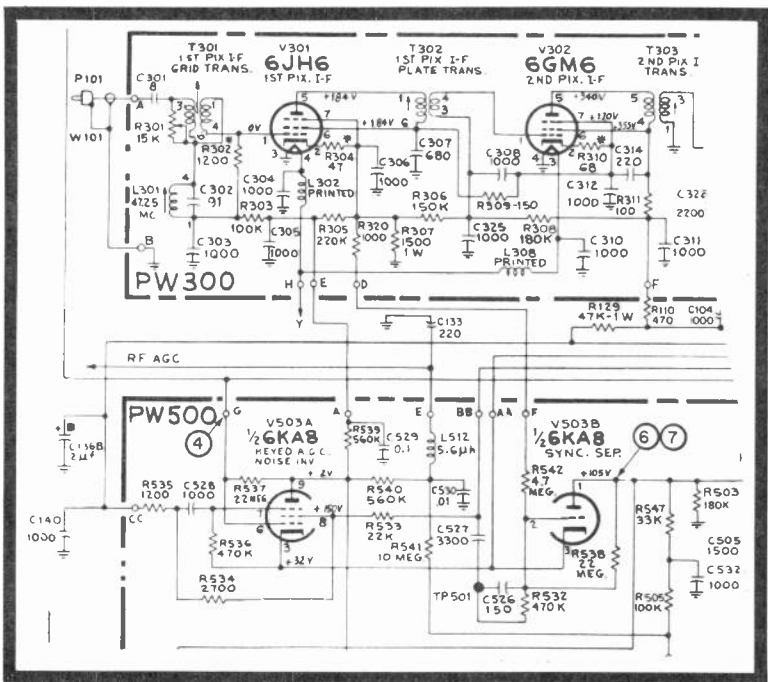 T301
1ST PIX. I-F
GRID TRANS.
V301
6JH6
1ST PIX. I-F
T302
1ST PIX I-F
PLATE TRANS.
V302
6GM6
2ND PIX. I-F
T303
2ND PIX I
TRANS.
P101
C301
8
A
W101
R301
15K
R302
1200
*
0V
+184V
+184V
R304
47
*
C306
1000
C307
680
C308
1000
+340V
+120V
+335V
R310
68
*
C314
220
L301
47.25
MC
C302
91
C304
1000
L302
PRINTED
R306
150K
R309-150
C312
1000
R311
100
C328
2200
R303
100K
C303
1000
C305
1000
R305
220K
R320
1000
R307
1500
1W
C325
1000
R308
180K
C310
1000
C311
1000
L308
PRINTED
B
PW300
H
E
D
F
Y
R129
47K-1W
R110
470
C104
1000
C133
220
RF AGC
PW500
G
A
E
BB
AA
F
4
V503A
½6KA8
KEYED A.G.C.
NOISE INV
R539
560K
C529
0.1
L512
5.6μh
V503B
½6KA8
SYNC. SEP.
6
7
+105V
C136B
2μf
R535
1200
C528
1000
R537
22MEG
+2V
R540
560K
C530
.01
R542
4.7
MEG.
R547
33K
R503
180K
CC
+150V
R533
22K
C527
3300
C140
1000
R536
470K
+32V
R541
10 MEG
R538
22
MEG.
C505
1500
C532
1000
R534
2700
TP501
C526
150
R532
470K
R505
100K